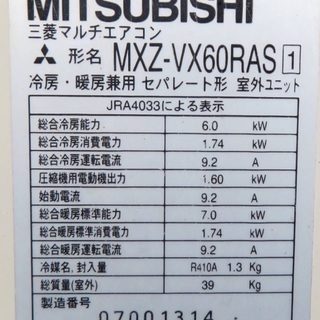 MITSUBISHI
三菱マルチエアコン
形名 MXZ-VX60RAS 1
冷房・暖房兼用 セパレート形 室外ユニット
JRA4033による表示
総合冷房能力 6.0 kW
総合冷房消費電力 1.74 kW
総合冷房運転電流 9.2 A
圧縮機用電動機出力 1.60 kW
始動電流 9.2 A
総合暖房標準能力 7.0 kW
総合暖房標準消費電力 1.74 kW
総合暖房運転電流 9.2 A
冷媒名,封入量 R410A 1.3 Kg
総質量(室外) 39 Kg
製造番号 07001314